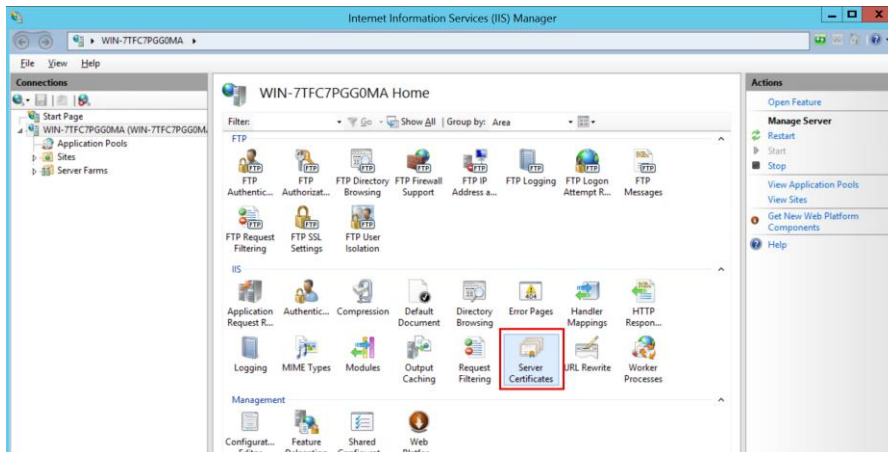 Internet Information Services (IIS) Manager
WIN-7TFC7PGG0MA
File View Help
Connections
Start Page
WIN-7TFC7PGG0MA (WIN-7TFC7PGG0M
Application Pools
Sites
Server Farms
WIN-7TFC7PGG0MA Home
Filter: Go Show All Group by: Area
FTP
FTP Authentic...
FTP Authorizat...
FTP Directory Browsing
FTP Firewall Support
FTP IP Address a...
FTP Logging
FTP Logon Attempt R...
FTP Messages
FTP Request Filtering
FTP SSL Settings
FTP User Isolation
IIS
Application Request R...
Authentic...
Compression
Default Document
Directory Browsing
Error Pages
Handler Mappings
HTTP Respon...
Logging
MIME Types
Modules
Output Caching
Request Filtering
Server Certificates
URL Rewrite
Worker Processes
Management
Configurat...
Feature
Shared
Web
Actions
Open Feature
Manage Server
Restart
Start
Stop
View Application Pools
View Sites
Get New Web Platform Components
Help